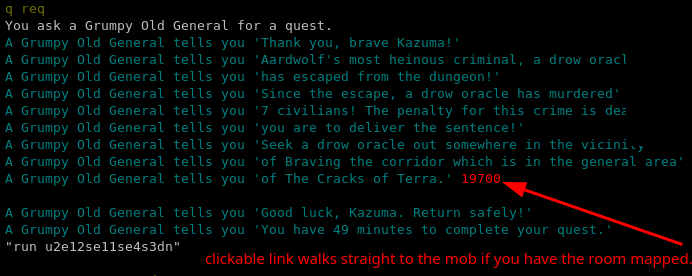 q req
You ask a Grumpy Old General for a quest.
A Grumpy Old General tells you 'Thank you, brave Kazuma!'
A Grumpy Old General tells you 'Aardwolf's most heinous criminal, a drow oracl
A Grumpy Old General tells you 'has escaped from the dungeon!'
A Grumpy Old General tells you 'Since the escape, a drow oracle has murdered'
A Grumpy Old General tells you '7 civilians! The penalty for this crime is dea
A Grumpy Old General tells you 'you are to deliver the sentence!'
A Grumpy Old General tells you 'Seek a drow oracle out somewhere in the vicinity
A Grumpy Old General tells you 'of Braving the corridor which is in the general area'
A Grumpy Old General tells you 'of The Cracks of Terra.' 19700
A Grumpy Old General tells you 'Good luck, Kazuma. Return safely!'
A Grumpy Old General tells you 'You have 49 minutes to complete your quest.'
"run u2e12se11se4s3dn"
clickable link walks straight to the mob if you have the room mapped.